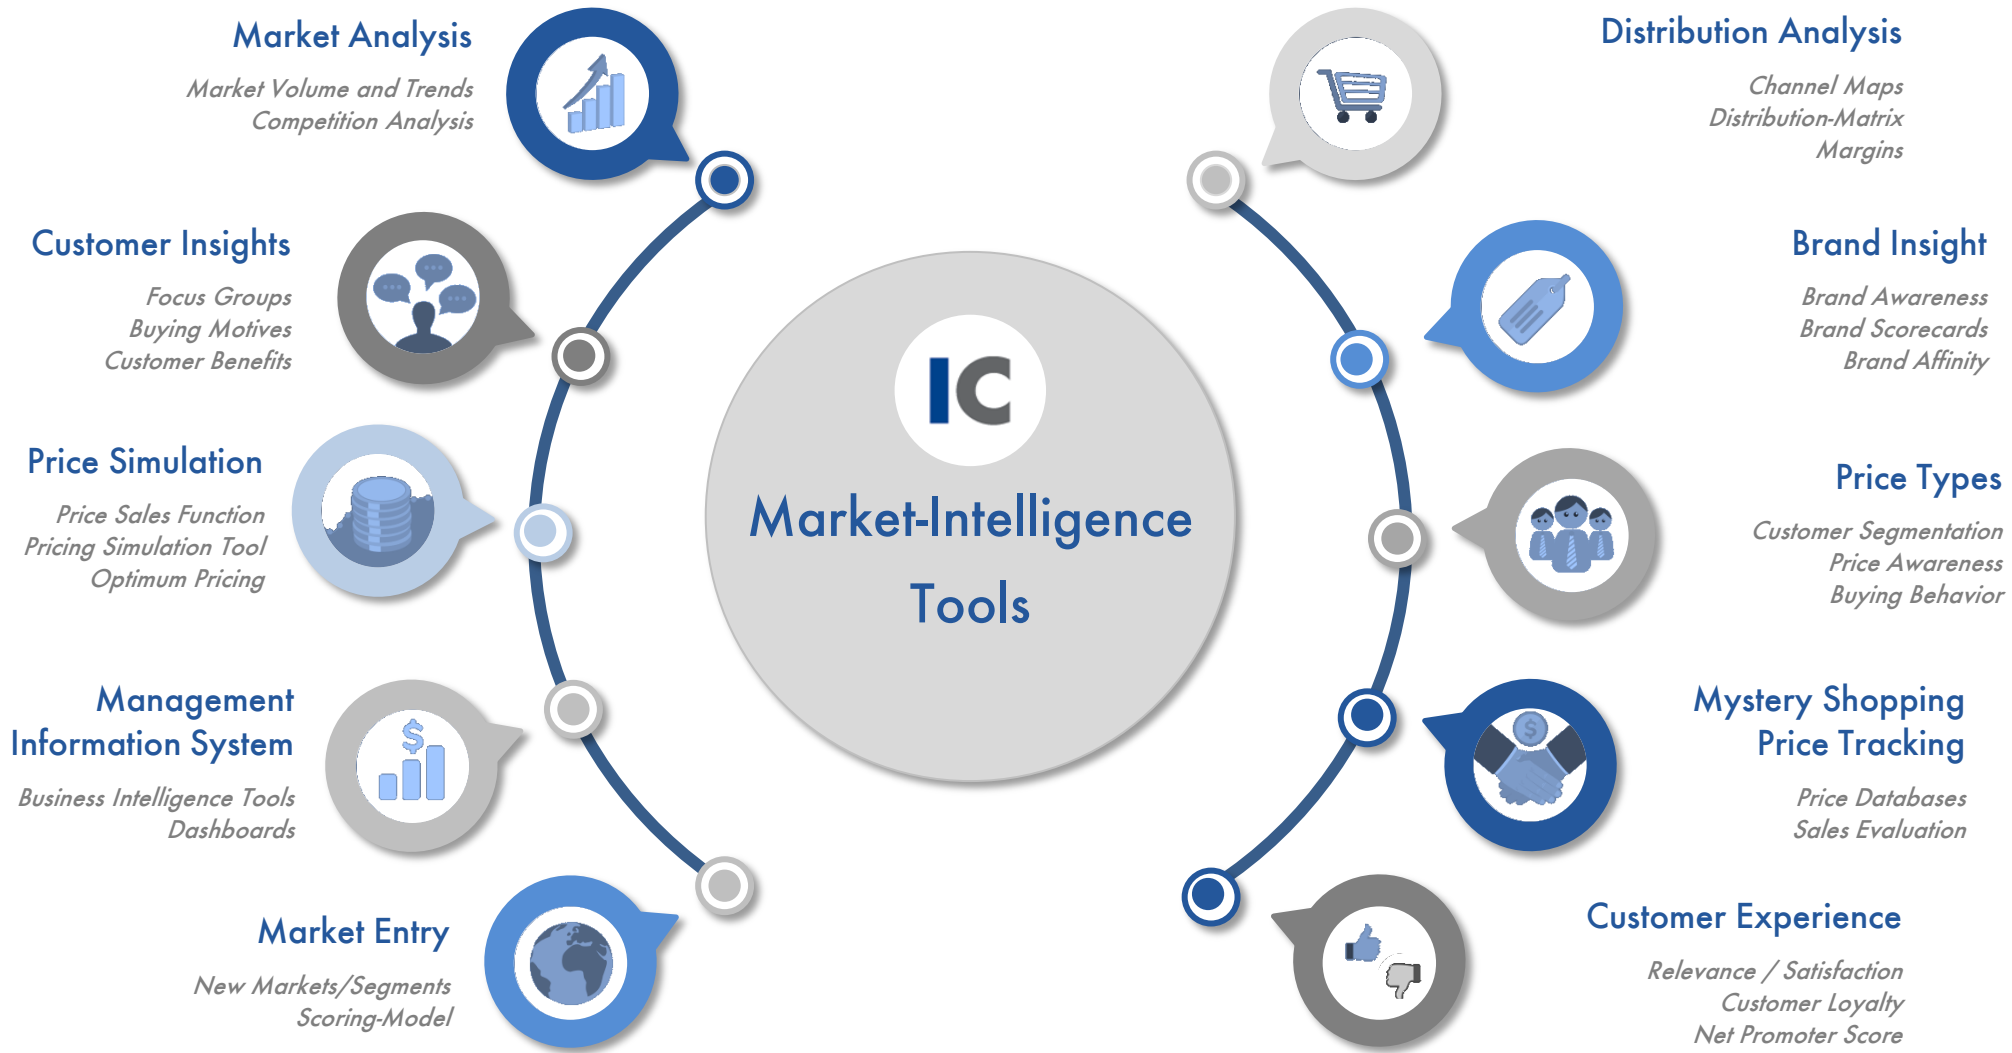 Market Analysis
Market Volume and Trends
Competition Analysis
Customer Insights
Focus Groups
Buying Motives
Customer Benefits
Price Simulation
Price Sales Function
Pricing Simulation Tool
Optimum Pricing
Management
Information System
Business Intelligence Tools
Dashboards
$
Market Entry
New Markets/Segments
Scoring-Model
IC
Market-Intelligence
Tools
Distribution Analysis
Channel Maps
Distribution-Matrix
Margins
Brand Insight
Brand Awareness
Brand Scorecards
Brand Affinity
Price Types
Customer Segmentation
Price Awareness
Buying Behavior
Mystery Shopping
Price Tracking
Price Databases
Sales Evaluation
$
Customer Experience
Relevance / Satisfaction
Customer Loyalty
Net Promoter Score